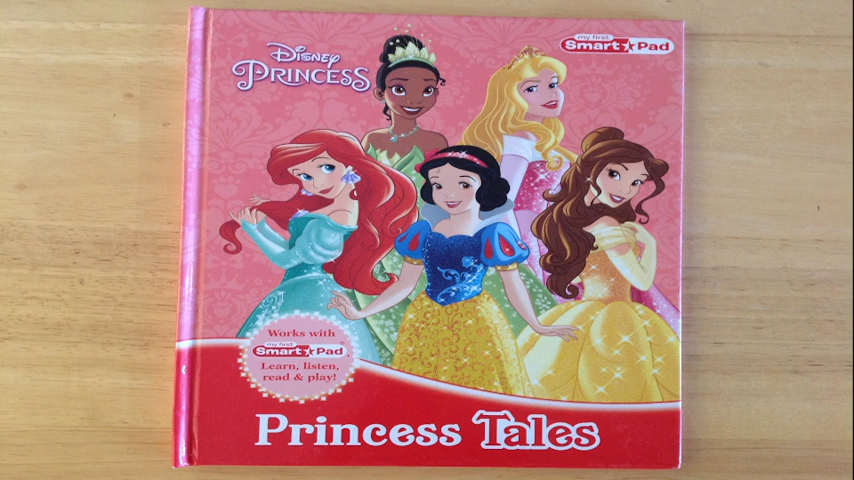 my first
Smart★Pad
Disney
PRINCESS
Works with
my first
Smart★Pad
Learn, listen,
read & play!
Princess Tales